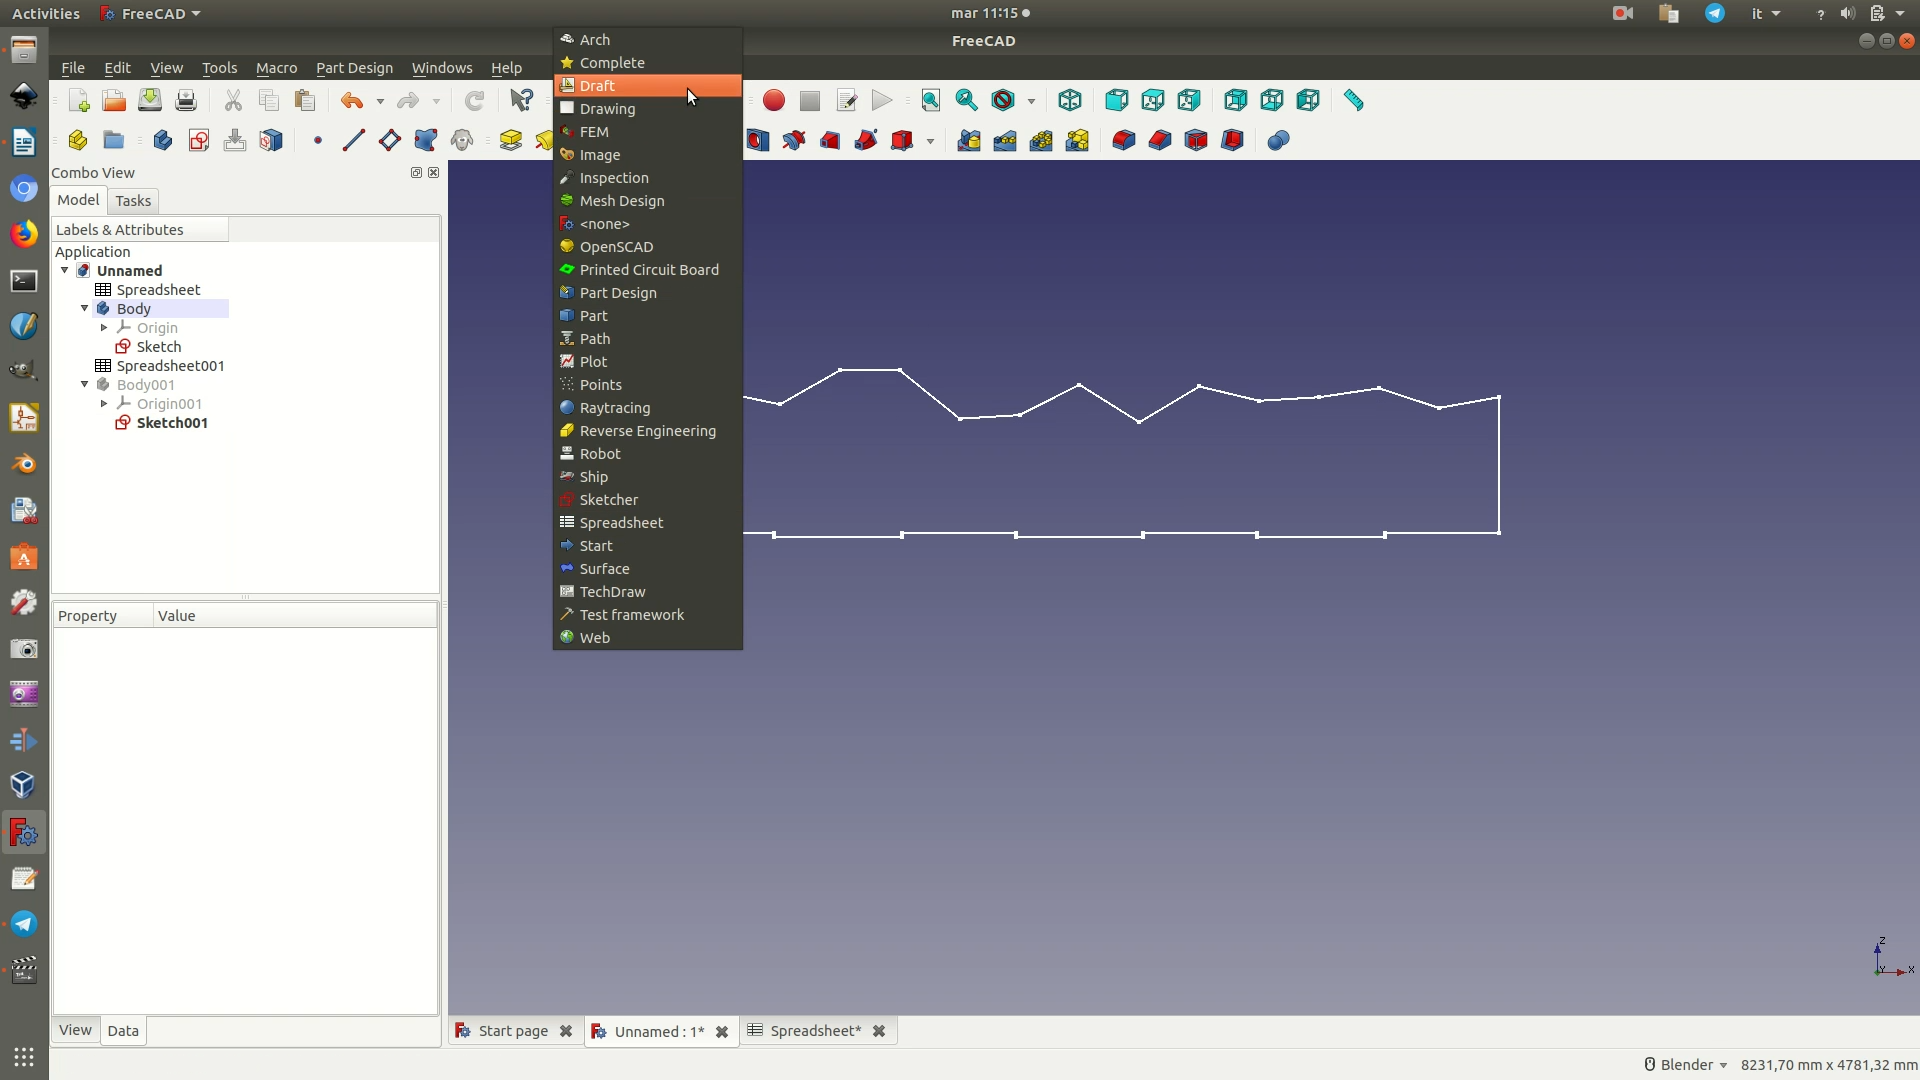 Activities FreeCAD mar 11:15 it ?
FreeCAD
File Edit View Tools Macro Part Design Windows Help
Arch
Complete
Draft
Drawing
FEM
Image
Inspection
Mesh Design
<none>
OpenSCAD
Printed Circuit Board
Part Design
Part
Path
Plot
Points
Raytracing
Reverse Engineering
Robot
Ship
Sketcher
Spreadsheet
Start
Surface
TechDraw
Test framework
Web
Combo View
Model Tasks
Labels & Attributes
Application
Unnamed
Spreadsheet
Body
Origin
Sketch
Spreadsheet001
Body001
Origin001
Sketch001
Property Value
View Data
Z
Y X
Start page Unnamed : 1* Spreadsheet*
Blender 8231,70 mm x 4781,32 mm